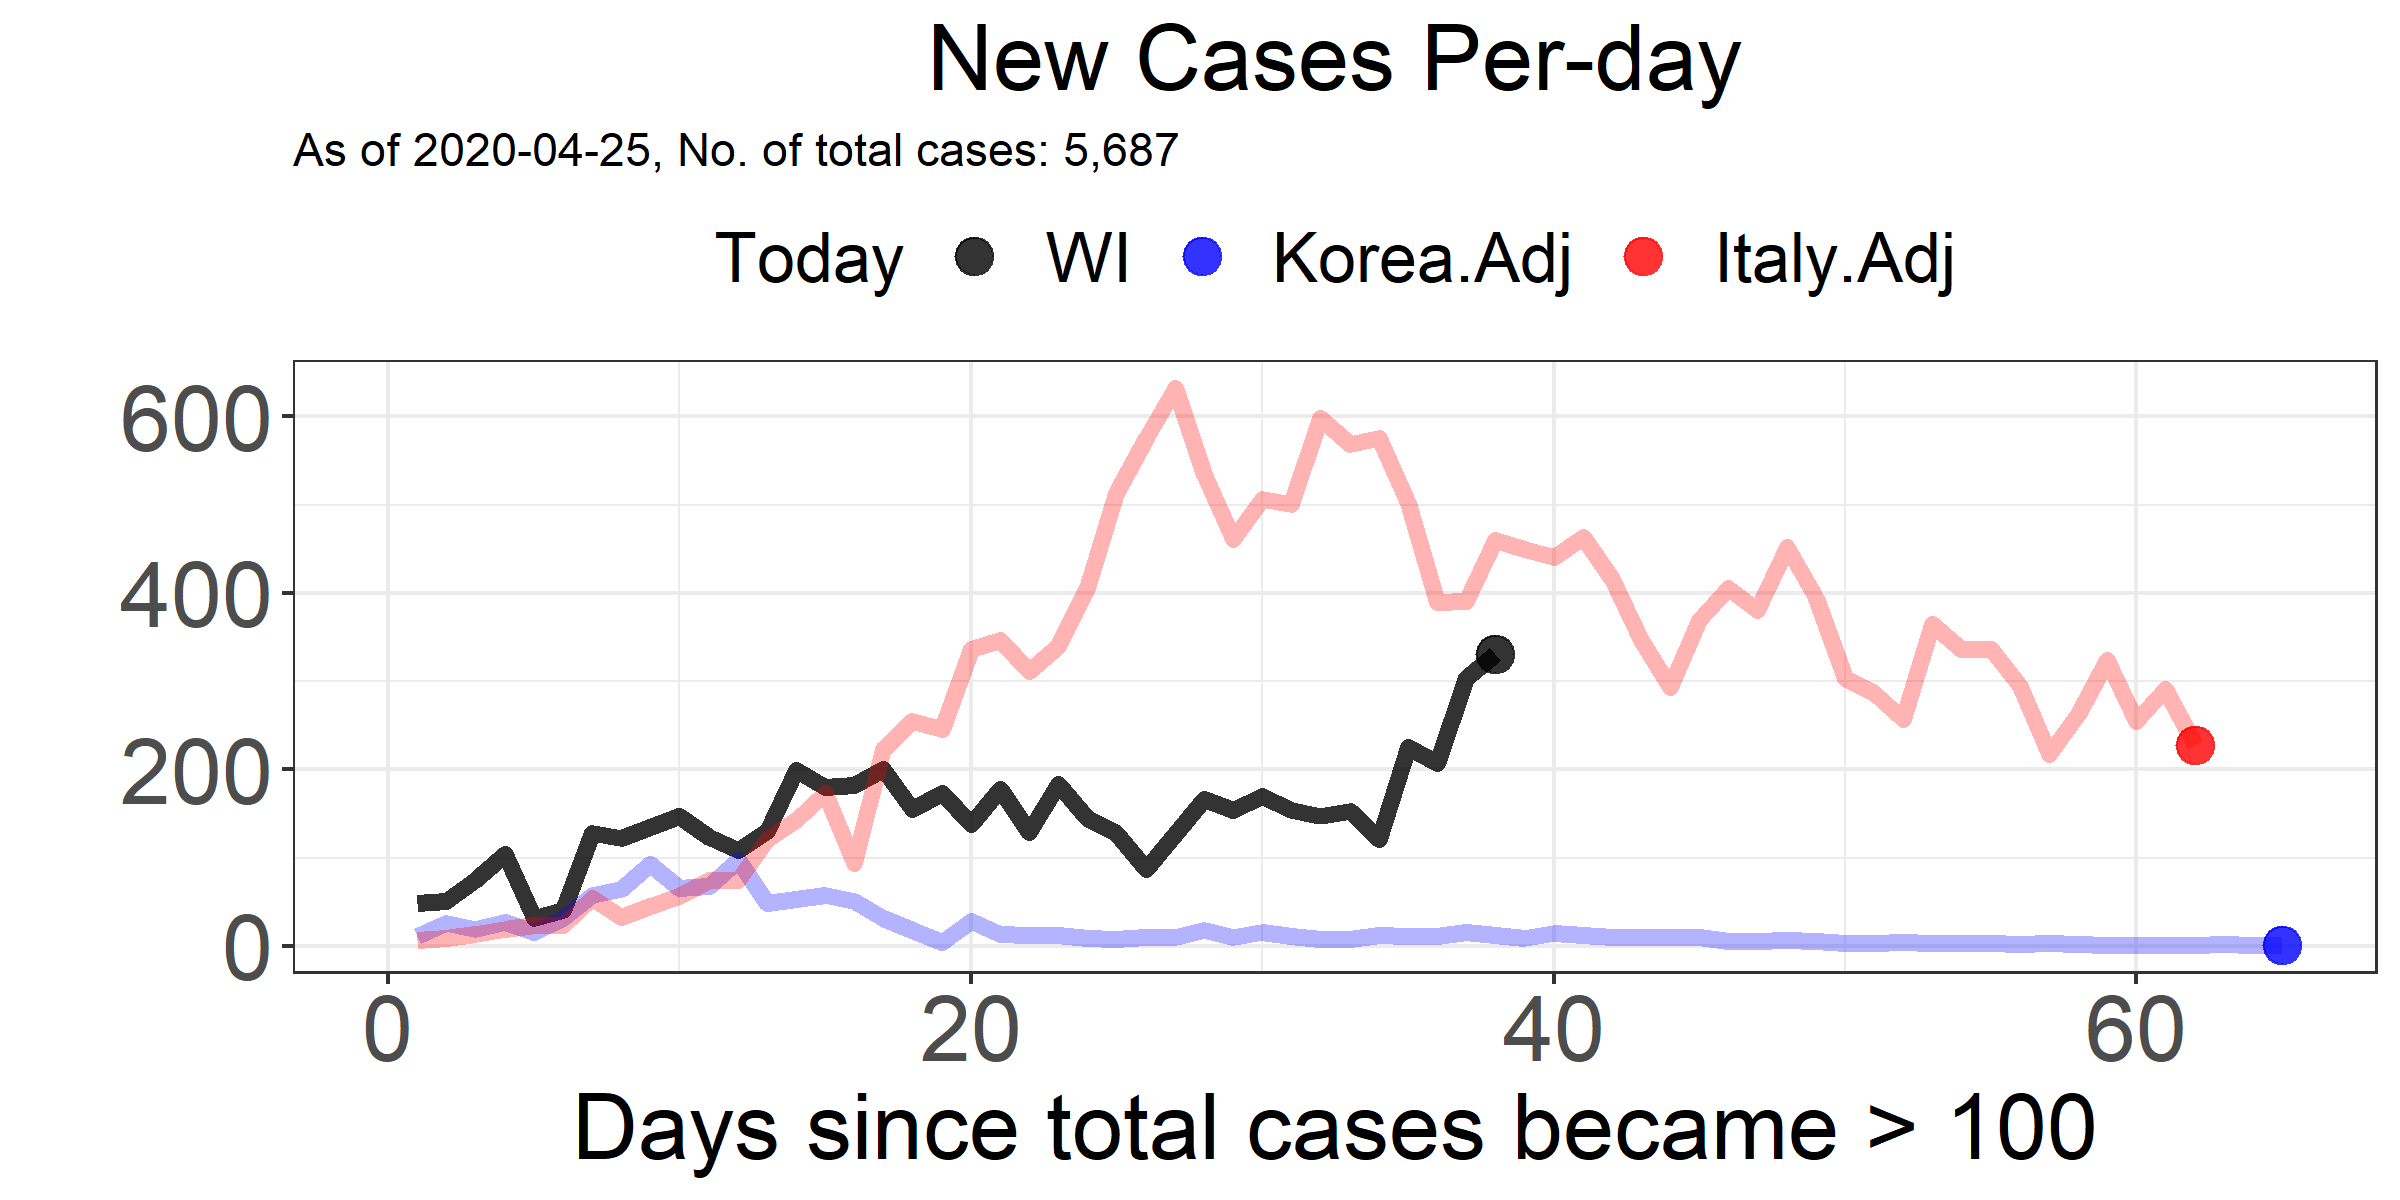 New Cases Per-day
As of 2020-04-25, No. of total cases: 5,687
Today WI Korea.Adj Italy.Adj
600
400
200
0
0 20 40 60
Days since total cases became > 100